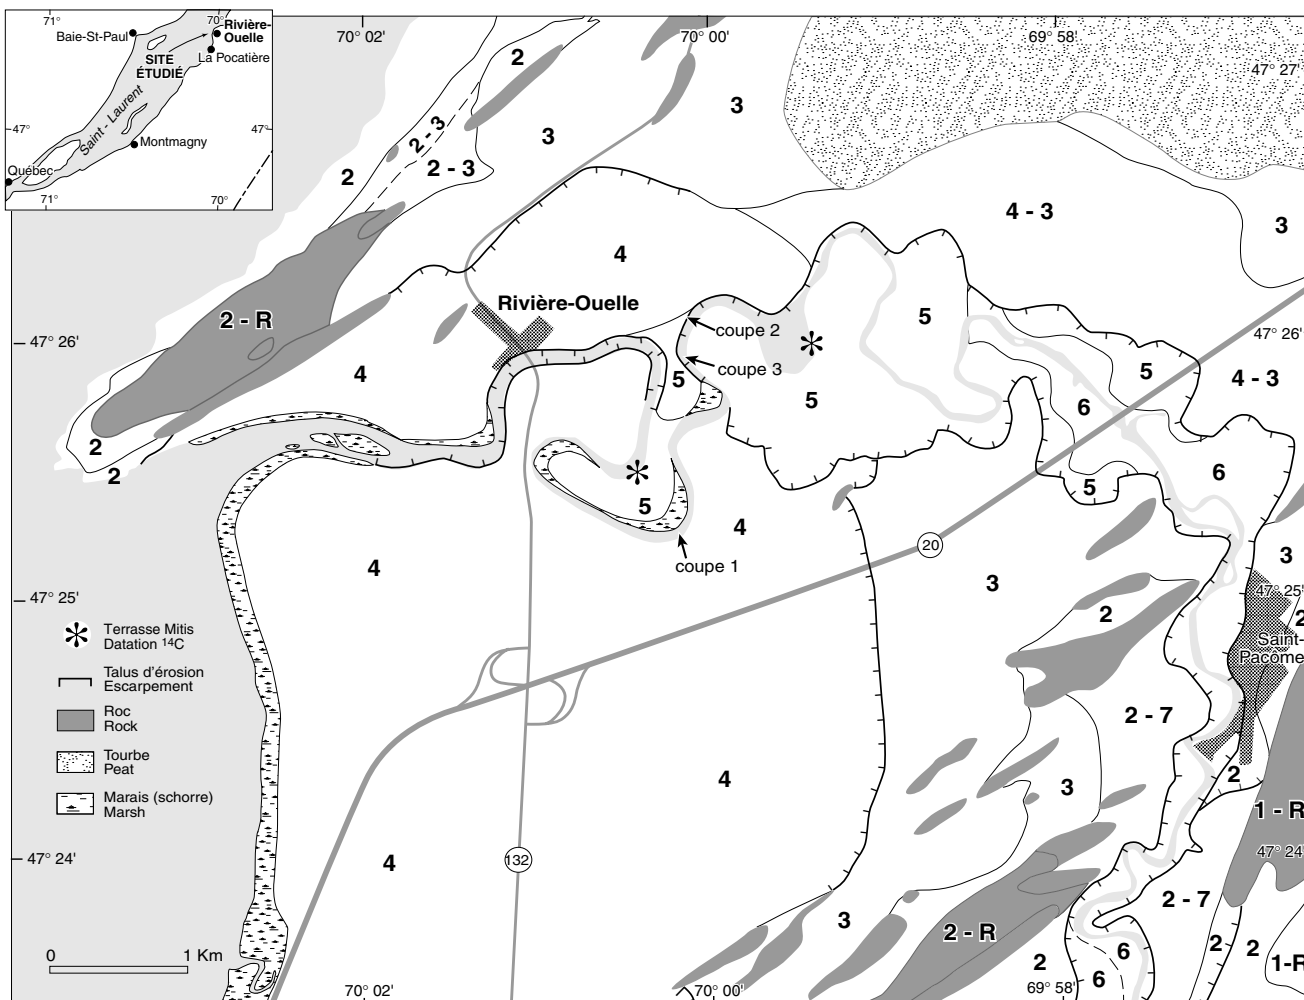 71°
70°
Baie-St-Paul
Rivière-
Ouelle
La Pocatière
SITE
ÉTUDIÉ
Saint - Laurent
47°
47°
Montmagny
Québec
71°
70°
70° 02'
70° 00'
69° 58'
47° 27'
2
3
2 - 3
3
2 - 3
2
4 - 3
3
4
Rivière-Ouelle
5
2 - R
coupe 2
47° 26'
47° 26'
coupe 3
4
5
5
4 - 3
5
6
2
2
6
5
5
4
20
3
coupe 1
4
3
47° 25'
47° 25'
2
2
Terrasse Mitis
Datation 14C
Saint-
Pacôme
Talus d'érosion
Escarpement
Roc
Rock
2 - 7
Tourbe
Peat
4
2
3
Marais (schorre)
Marsh
1 - R
47° 24'
47° 24'
4
132
2 - 7
3
2 - R
2
2
0
1 Km
2
6
1-R
6
70° 02'
70° 00'
69° 58'